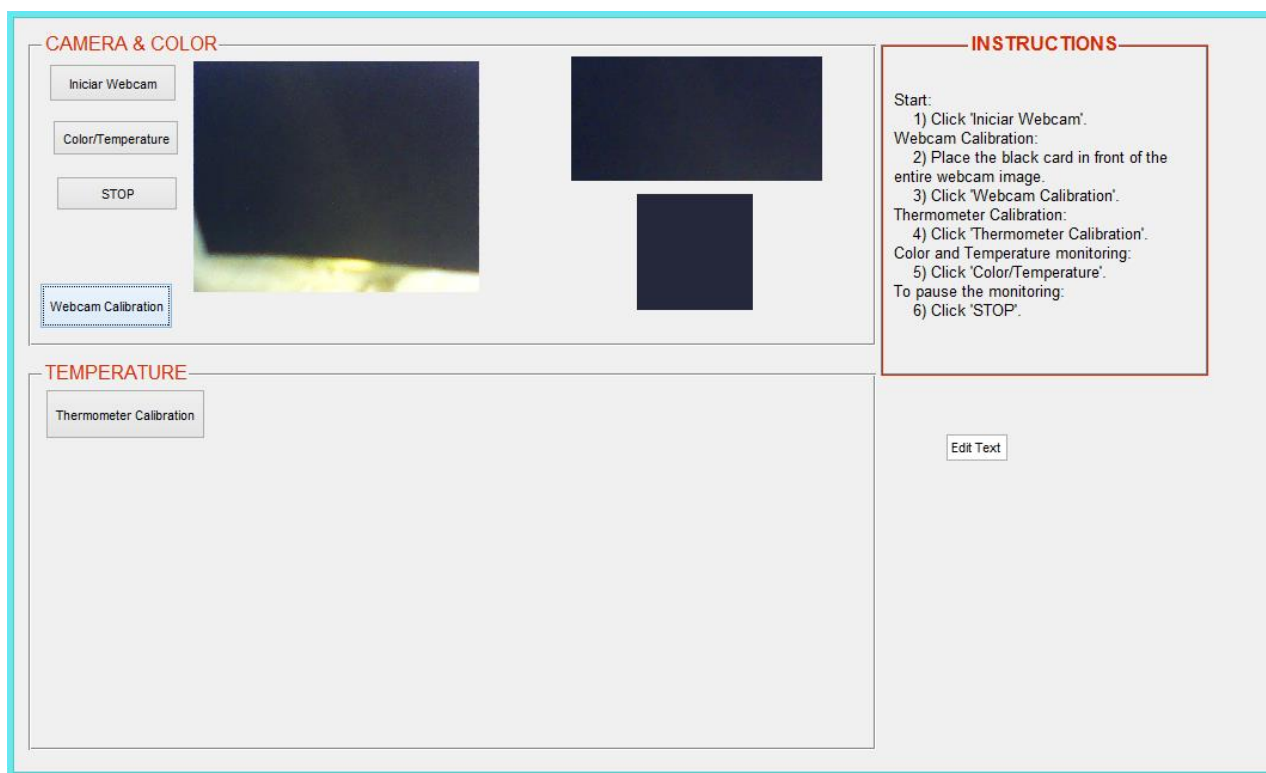 CAMERA & COLOR
Iniciar Webcam
Color/Temperature
STOP
Webcam Calibration
TEMPERATURE
Thermometer Calibration
INSTRUCTIONS
Start:
1) Click 'Iniciar Webcam'.
Webcam Calibration:
2) Place the black card in front of the
entire webcam image.
3) Click 'Webcam Calibration'.
Thermometer Calibration:
4) Click 'Thermometer Calibration'.
Color and Temperature monitoring:
5) Click 'Color/Temperature'.
To pause the monitoring:
6) Click 'STOP'.
Edit Text